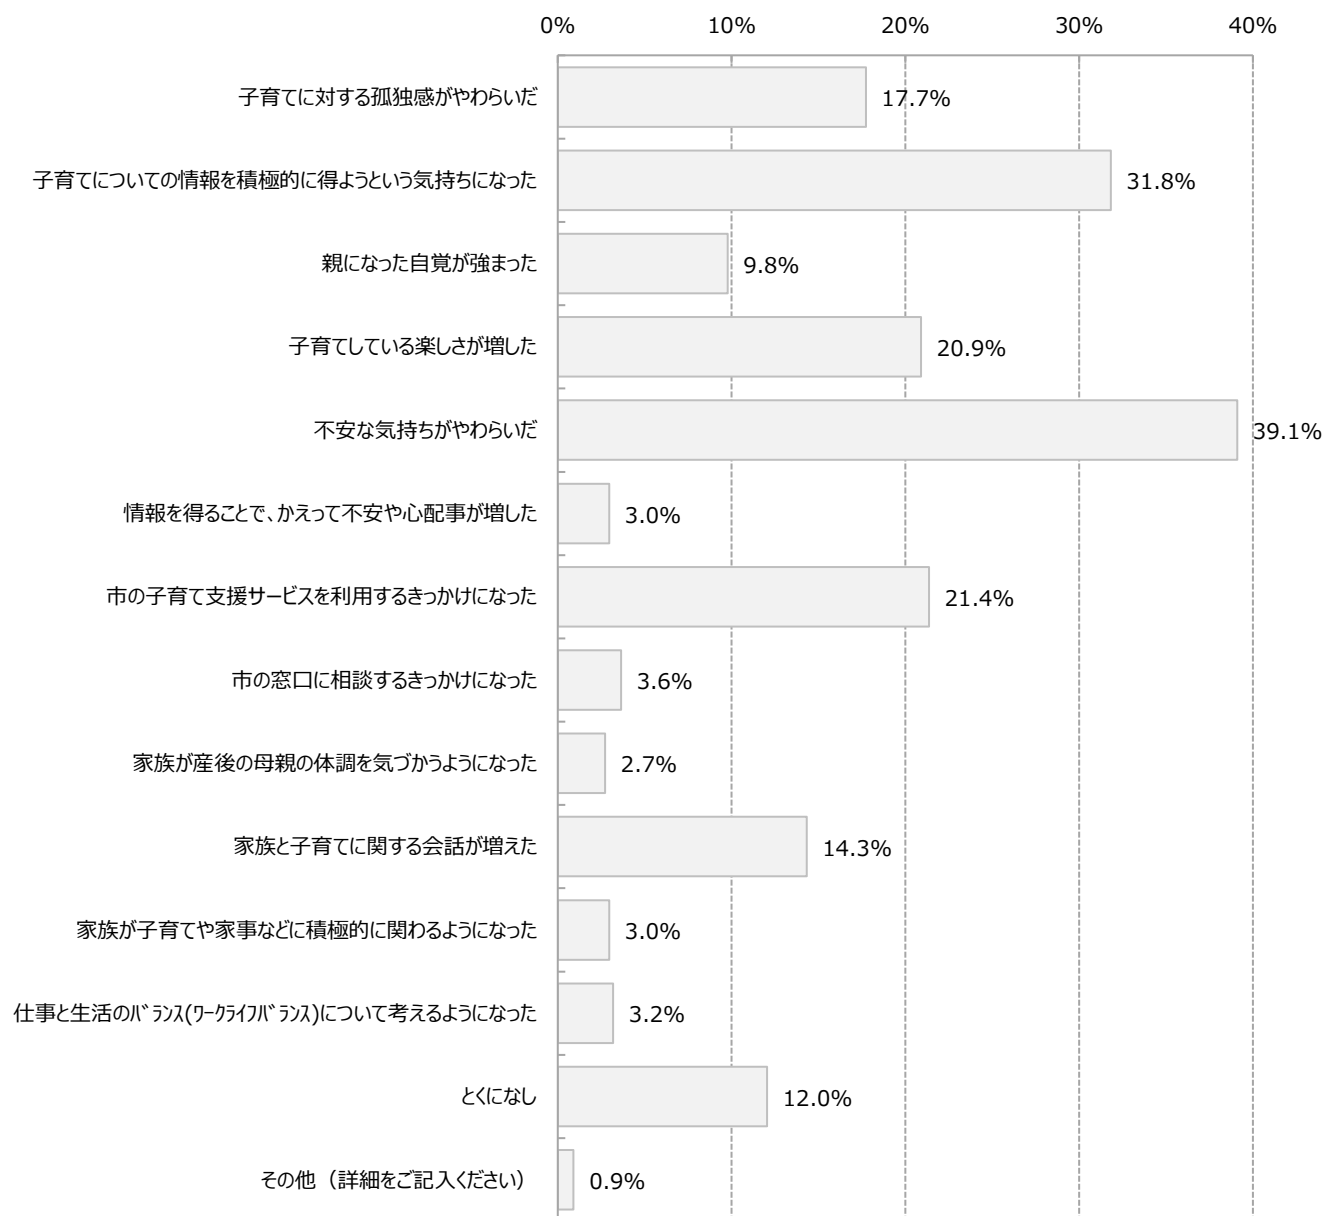 0% 10% 20% 30% 40%
子育てに対する孤独感がやわらいだ 17.7%
子育てについての情報を積極的に得ようという気持ちになった 31.8%
親になった自覚が強まった 9.8%
子育てしている楽しさが増した 20.9%
不安な気持ちがやわらいだ 39.1%
情報を得ることで、かえって不安や心配事が増した 3.0%
市の子育て支援サービスを利用するきっかけになった 21.4%
市の窓口に相談するきっかけになった 3.6%
家族が産後の母親の体調を気づかうようになった 2.7%
家族と子育てに関する会話が増えた 14.3%
家族が子育てや家事などに積極的に関わるようになった 3.0%
仕事と生活のﾊﾞﾗﾝｽ(ﾜｰｸﾗｲﾌﾊﾞﾗﾝｽ)について考えるようになった 3.2%
とくになし 12.0%
その他（詳細をご記入ください） 0.9%